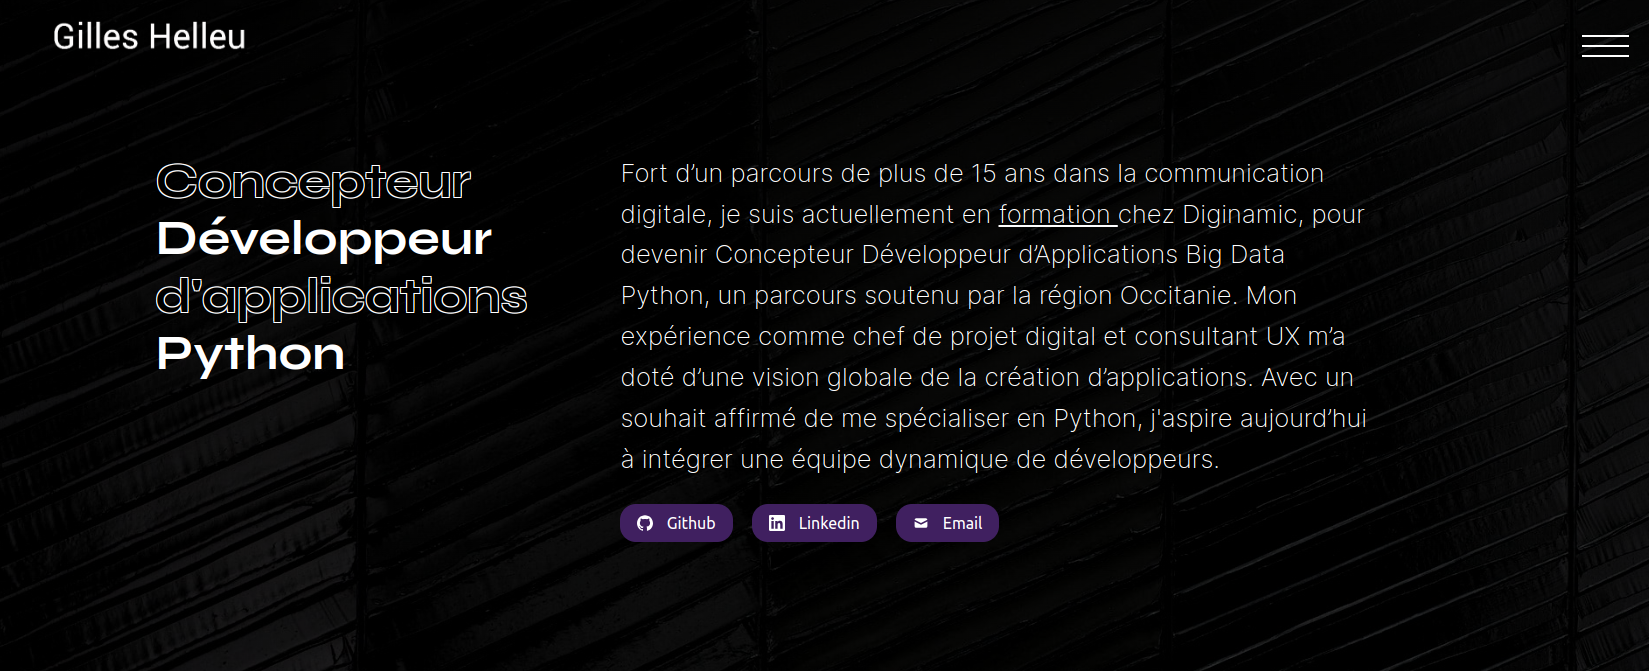 Gilles Helleu
Concepteur
Développeur
d'applications
Python
Fort d’un parcours de plus de 15 ans dans la communication
digitale, je suis actuellement en formation chez Diginamic, pour
devenir Concepteur Développeur d’Applications Big Data
Python, un parcours soutenu par la région Occitanie. Mon
expérience comme chef de projet digital et consultant UX m’a
doté d’une vision globale de la création d’applications. Avec un
souhait affirmé de me spécialiser en Python, j'aspire aujourd’hui
à intégrer une équipe dynamique de développeurs.
Github
Linkedin
Email